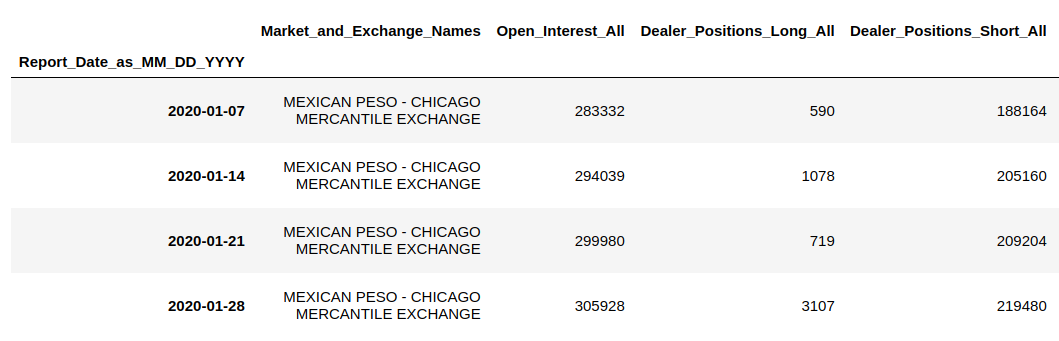 Market_and_Exchange_Names Open_Interest_All Dealer_Positions_Long_All Dealer_Positions_Short_All
Report_Date_as_MM_DD_YYYY
2020-01-07 MEXICAN PESO - CHICAGO MERCANTILE EXCHANGE 283332 590 188164
2020-01-14 MEXICAN PESO - CHICAGO MERCANTILE EXCHANGE 294039 1078 205160
2020-01-21 MEXICAN PESO - CHICAGO MERCANTILE EXCHANGE 299980 719 209204
2020-01-28 MEXICAN PESO - CHICAGO MERCANTILE EXCHANGE 305928 3107 219480